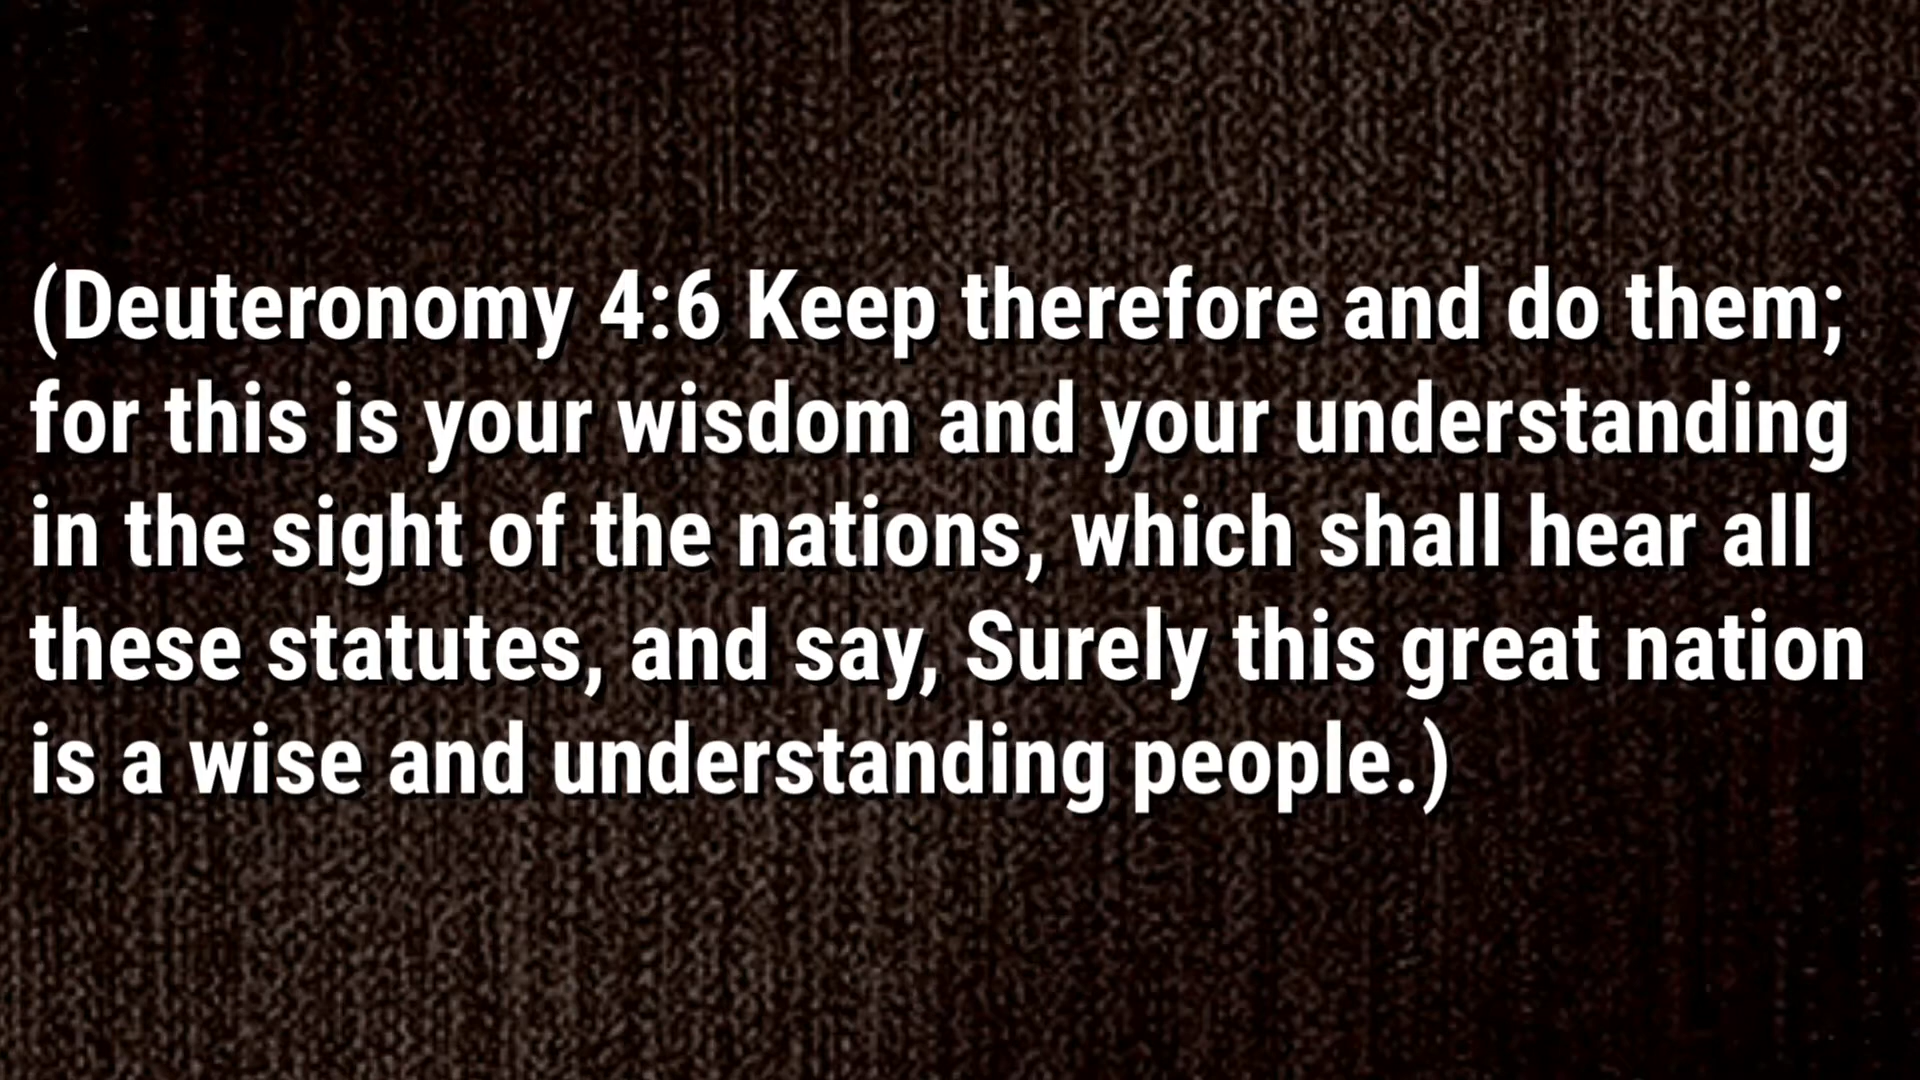 (Deuteronomy 4:6 Keep therefore and do them;
for this is your wisdom and your understanding
in the sight of the nations, which shall hear all
these statutes, and say, Surely this great nation
is a wise and understanding people.)